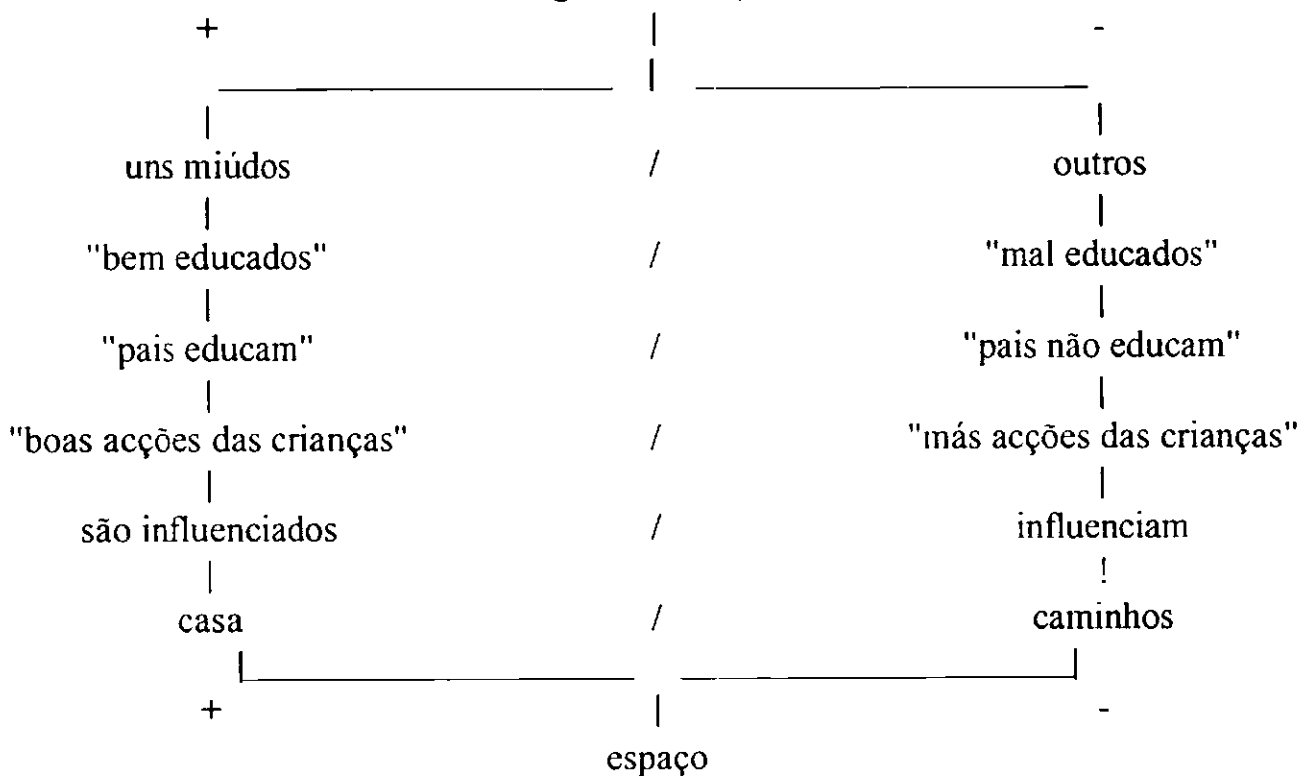 + -
uns miúdos / outros
"bem educados" / "mal educados"
"pais educam" / "pais não educam"
"boas acções das crianças" / "más acções das crianças"
são influenciados / influenciam
casa / caminhos
+ -
espaço